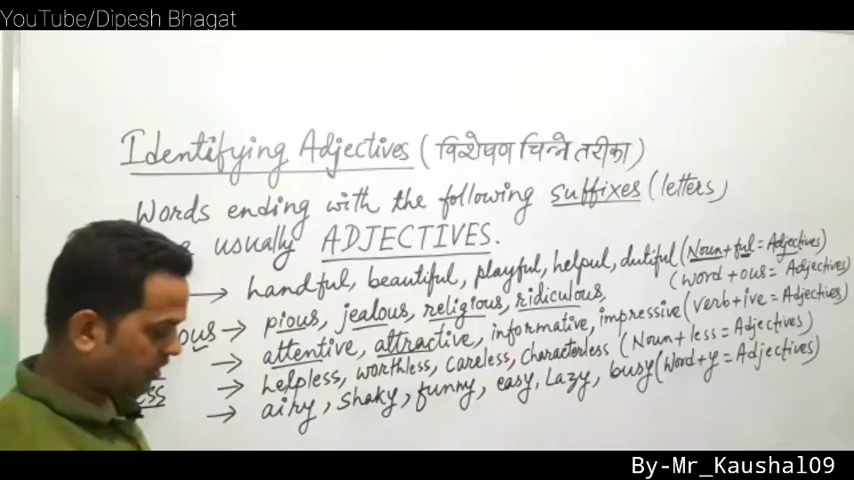 YouTube/Dipesh Bhagat
Identifying Adjectives (विशेषण चिन्ने तरीका)
Words ending with the following suffixes (letters)
usually ADJECTIVES.
→ handful, beautiful, playful, helpul, dutiful (Noun+ful = Adjectives)
ous → pious, jealous, religious, ridiculous, (word + ous = Adjectives)
→ attentive, attractive, informative, impressive (verb+ive = Adjectives)
→ helpless, worthless, careless, characterless (Noun+less = Adjectives)
→ airy, shaky, funny, easy, Lazy, busy (Word+y = Adjectives)
By-Mr_Kaushal09